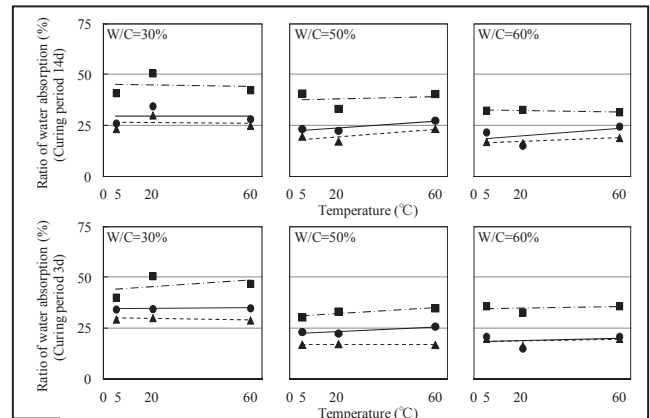 Ratio of water absorption (%)
(Curing period 14d)
75
50
25
0
W/C=30%
W/C=50%
W/C=60%
0 5 20 60
0 5 20 60
0 5 20 60
Temperature (℃)
Ratio of water absorption (%)
(Curing period 3d)
75
50
25
0
W/C=30%
W/C=50%
W/C=60%
0 5 20 60
0 5 20 60
0 5 20 60
Temperature (℃)